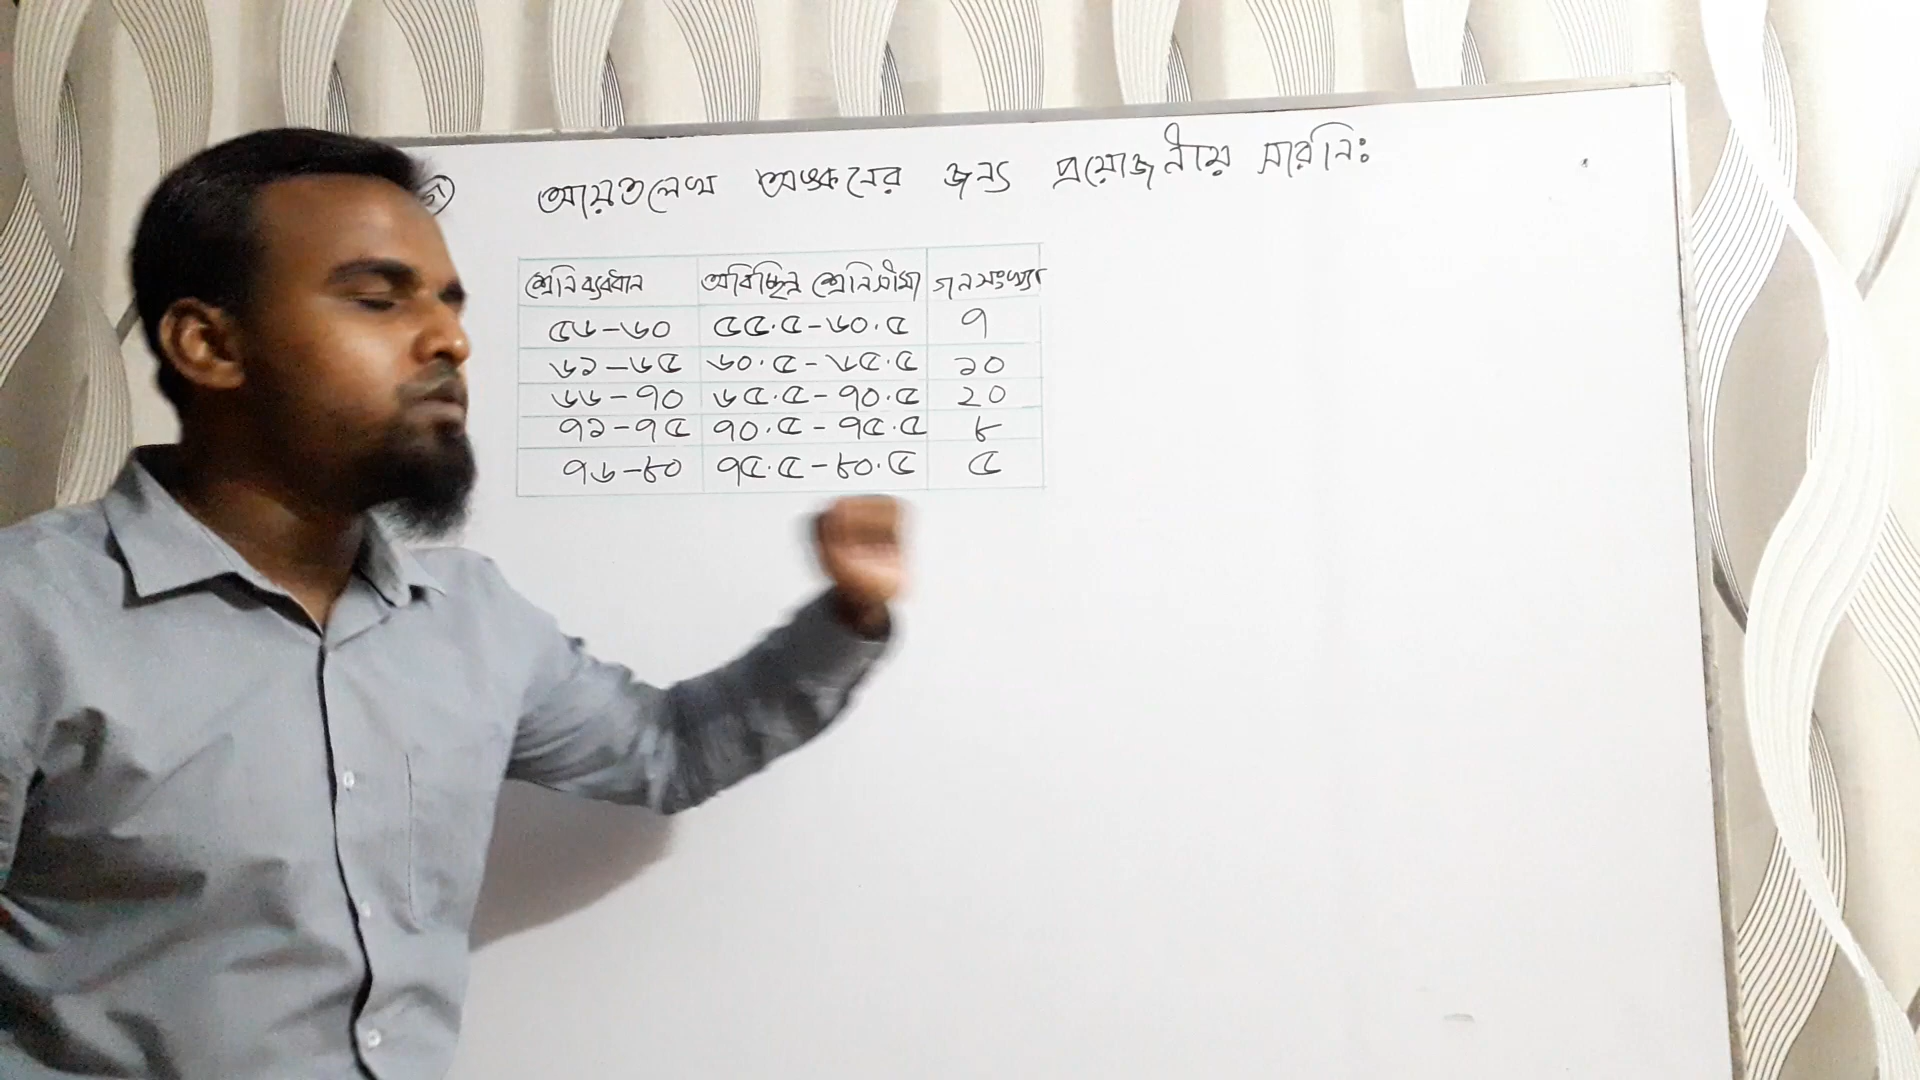 আয়তলেখ অঙ্কনের জন্য প্রয়োজনীয় সারনি:
শ্রেনি ব্যবধান অবিচ্ছিন্ন শ্রেনিসীমা গনসংখ্যা
৫৬-৬০ ৫৫.৫-৬০.৫ ৭
৬১-৬৫ ৬০.৫-৬৫.৫ ১০
৬৬-৭০ ৬৫.৫-৭০.৫ ২০
৭১-৭৫ ৭০.৫-৭৫.৫ ৮
৭৬-৮০ ৭৫.৫-৮০.৫ ৫